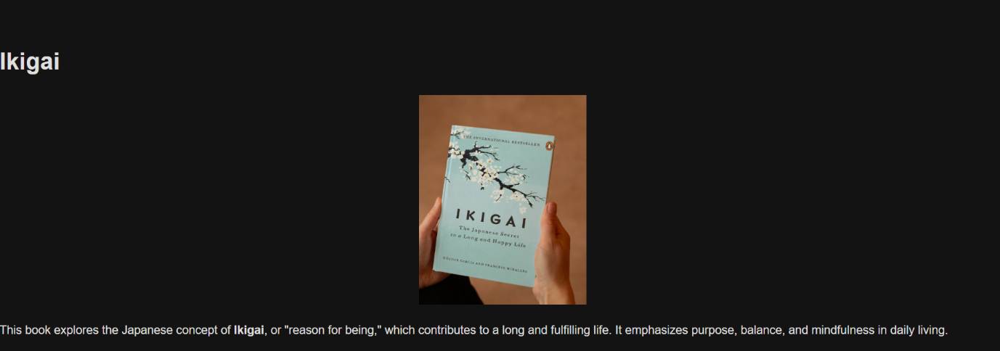 Ikigai
THE INTERNATIONAL BESTSELLER
IKIGAI
The Japanese Secret
to a Long and Happy Life
HÉCTOR GARCÍA AND FRANCESC MIRALLES
This book explores the Japanese concept of Ikigai, or "reason for being," which contributes to a long and fulfilling life. It emphasizes purpose, balance, and mindfulness in daily living.